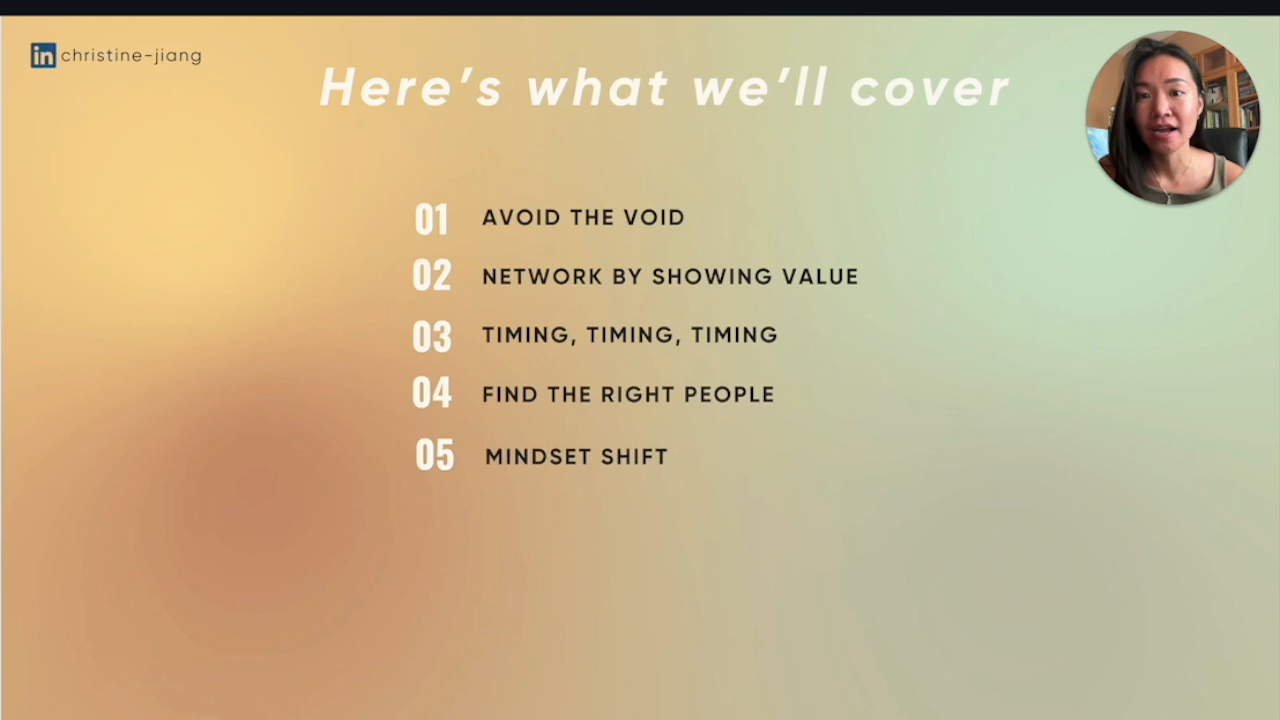 in christine-jiang
Here's what we'll cover
01 AVOID THE VOID
02 NETWORK BY SHOWING VALUE
03 TIMING, TIMING, TIMING
04 FIND THE RIGHT PEOPLE
05 MINDSET SHIFT